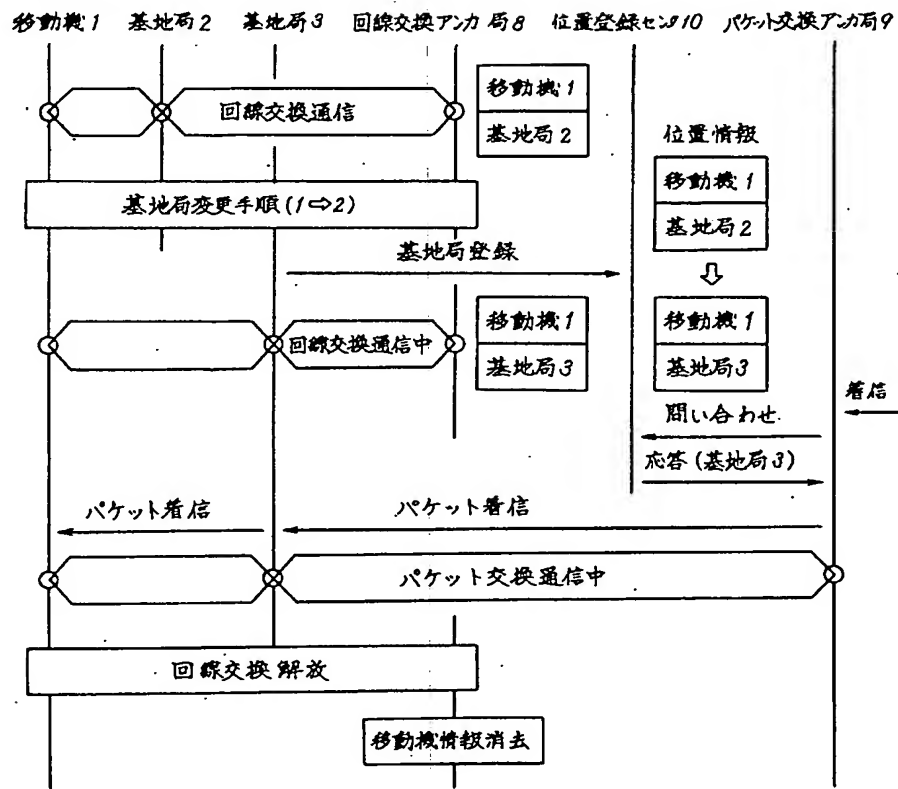 移動機1 基地局2 基地局3 回線交換アンカ局8 位置登録センタ10 パケット交換アンカ局9
回線交換通信
移動機1
基地局2
位置情報
移動機1
基地局2
基地局変更手順(1⇨2)
基地局登録
回線交換通信中
移動機1
基地局3
移動機1
基地局3
着信
問い合わせ
応答(基地局3)
パケット着信
パケット着信
パケット交換通信中
回線交換解放
移動機情報消去